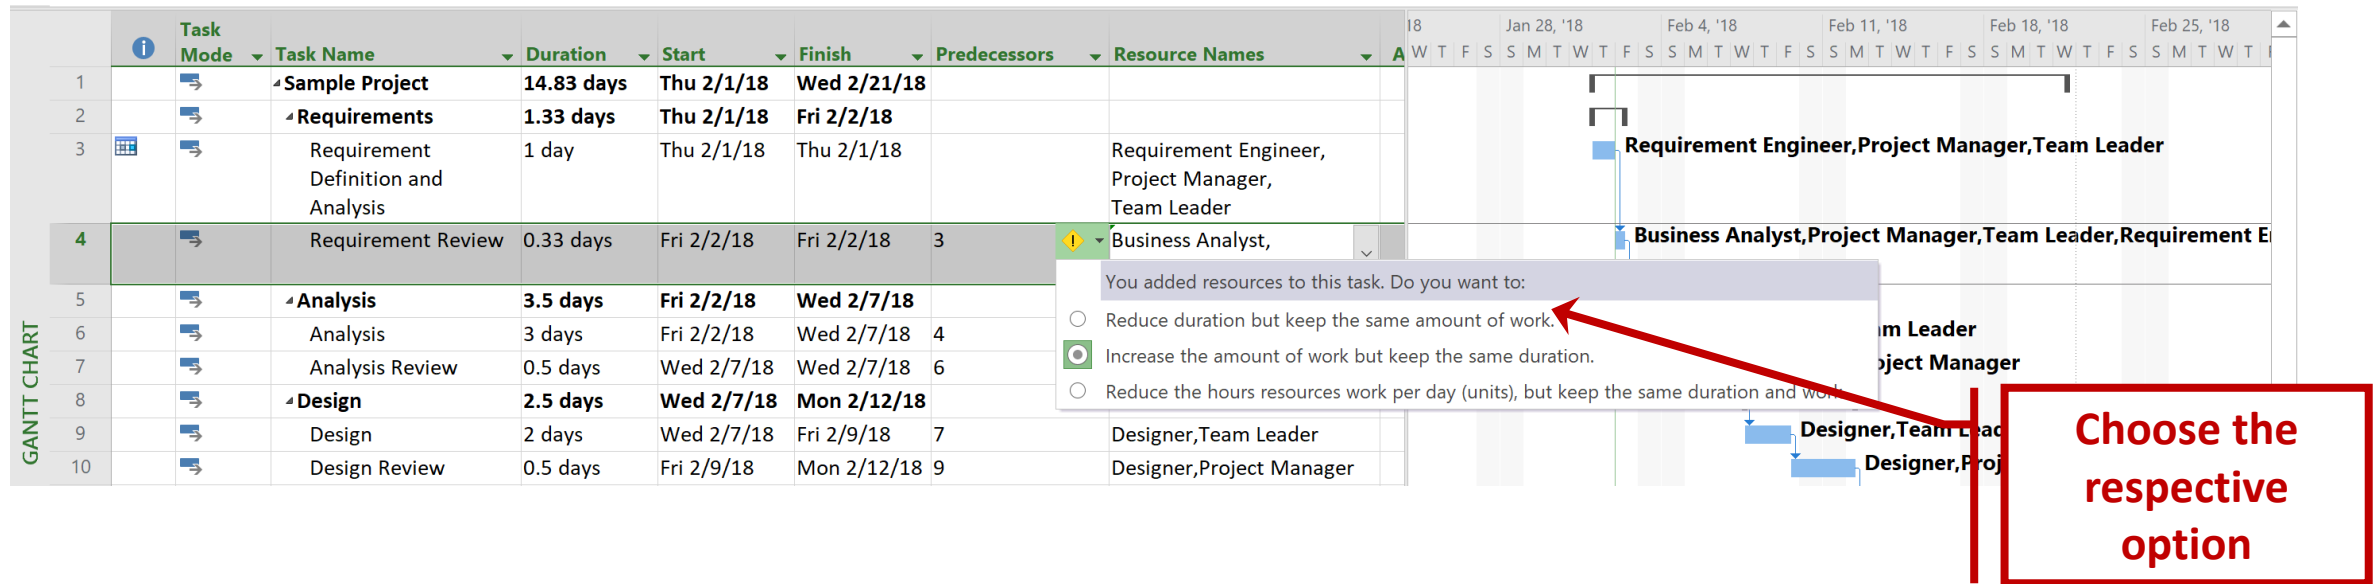 Task
Mode Task Name Duration Start Finish Predecessors Resource Names A
18 Jan 28, '18 Feb 4, '18 Feb 11, '18 Feb 18, '18 Feb 25, '18
W T F S S M T W T F S S M T W T F S S M T W T F S S M T W T F S S M T W T
1 Sample Project 14.83 days Thu 2/1/18 Wed 2/21/18
2 Requirements 1.33 days Thu 2/1/18 Fri 2/2/18
3 Requirement 1 day Thu 2/1/18 Thu 2/1/18 Requirement Engineer,
Definition and Project Manager,
Analysis Team Leader
Requirement Engineer,Project Manager,Team Leader
4 Requirement Review 0.33 days Fri 2/2/18 Fri 2/2/18 3 Business Analyst,
Business Analyst,Project Manager,Team Leader,Requirement E
You added resources to this task. Do you want to:
Reduce duration but keep the same amount of work.
Increase the amount of work but keep the same duration.
Reduce the hours resources work per day (units), but keep the same duration and work.
5 Analysis 3.5 days Fri 2/2/18 Wed 2/7/18
6 Analysis 3 days Fri 2/2/18 Wed 2/7/18 4
m Leader
7 Analysis Review 0.5 days Wed 2/7/18 Wed 2/7/18 6
oject Manager
8 Design 2.5 days Wed 2/7/18 Mon 2/12/18
9 Design 2 days Wed 2/7/18 Fri 2/9/18 7 Designer,Team Leader
Designer,Team Lead
10 Design Review 0.5 days Fri 2/9/18 Mon 2/12/18 9 Designer,Project Manager
Designer,Proj
GANTT CHART
Choose the
respective
option